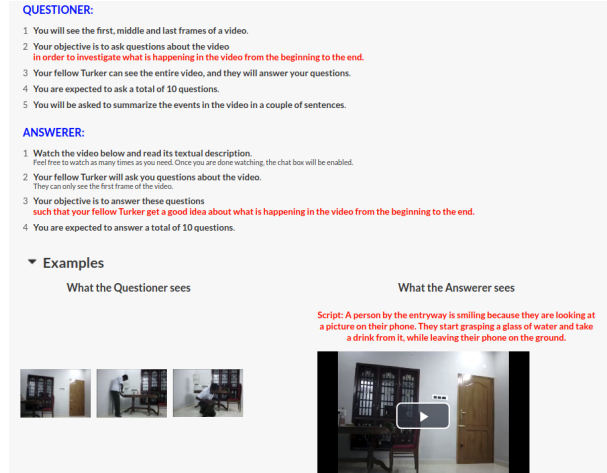 QUESTIONER:
1 You will see the first, middle and last frames of a video.
2 Your objective is to ask questions about the video
in order to investigate what is happening in the video from the beginning to the end.
3 Your fellow Turker can see the entire video, and they will answer your questions.
4 You are expected to ask a total of 10 questions.
5 You will be asked to summarize the events in the video in a couple of sentences.
ANSWERER:
1 Watch the video below and read its textual description.
Feel free to watch as many times as you need. Once you are done watching, the chat box will be enabled.
2 Your fellow Turker will ask you questions about the video.
They can only see the first frame of the video.
3 Your objective is to answer these questions
such that your fellow Turker get a good idea about what is happening in the video from the beginning to the end.
4 You are expected to answer a total of 10 questions.
Examples
What the Questioner sees
What the Answerer sees
Script: A person by the entryway is smiling because they are looking at
a picture on their phone. They start grasping a glass of water and take
a drink from it, while leaving their phone on the ground.